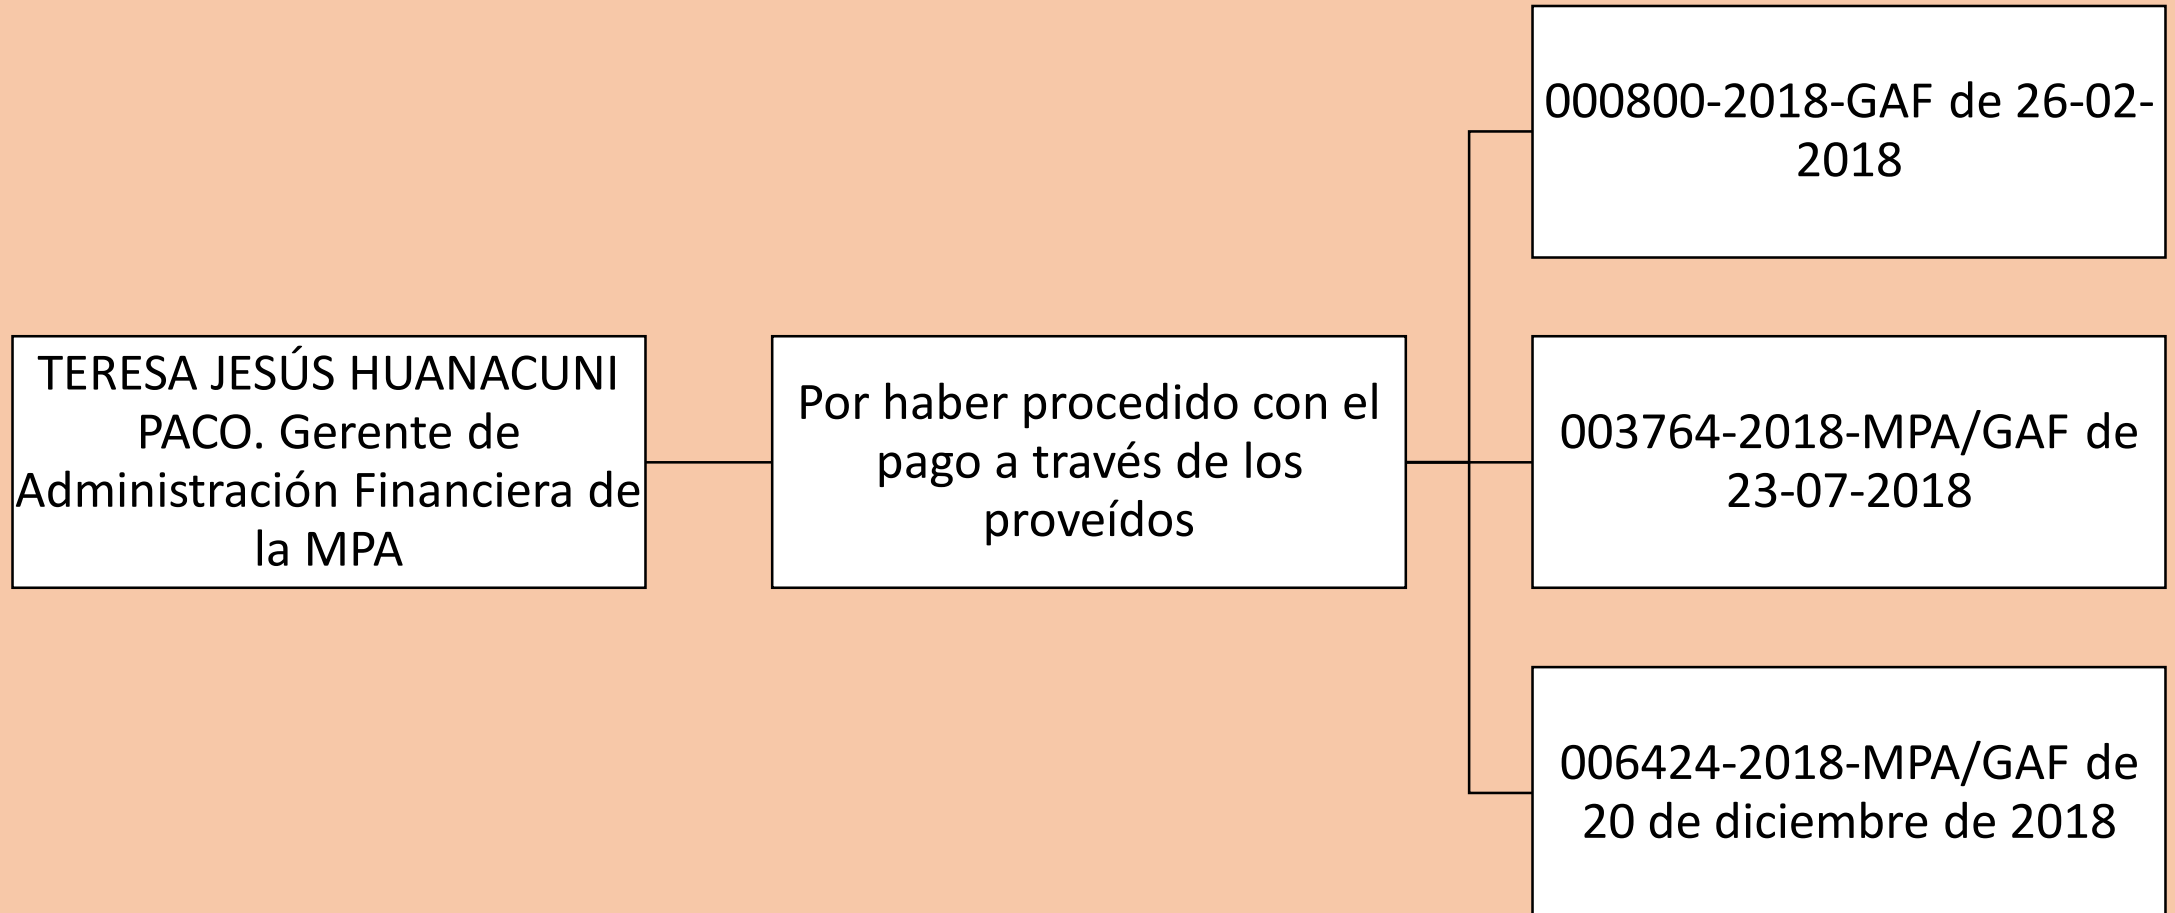 TERESA JESÚS HUANACUNI
PACO. Gerente de
Administración Financiera de
la MPA
Por haber procedido con el
pago a través de los
proveídos
000800-2018-GAF de 26-02-
2018
003764-2018-MPA/GAF de
23-07-2018
006424-2018-MPA/GAF de
20 de diciembre de 2018